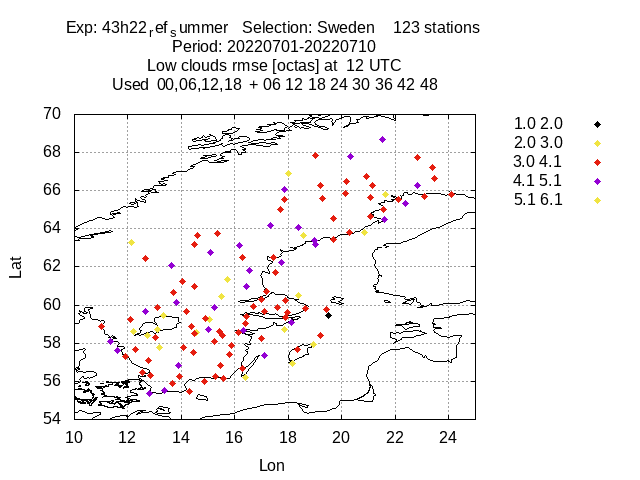 Exp: 43h22ref summer Selection: Sweden 123 stations
Period: 20220701-20220710
Low clouds rmse [octas] at 12 UTC
Used 00,06,12,18 + 06 12 18 24 30 36 42 48
70
68
66
64
62
60
58
56
54
10 12 14 16 18 20 22 24
Lat
Lon
1.0 2.0
2.0 3.0
3.0 4.1
4.1 5.1
5.1 6.1